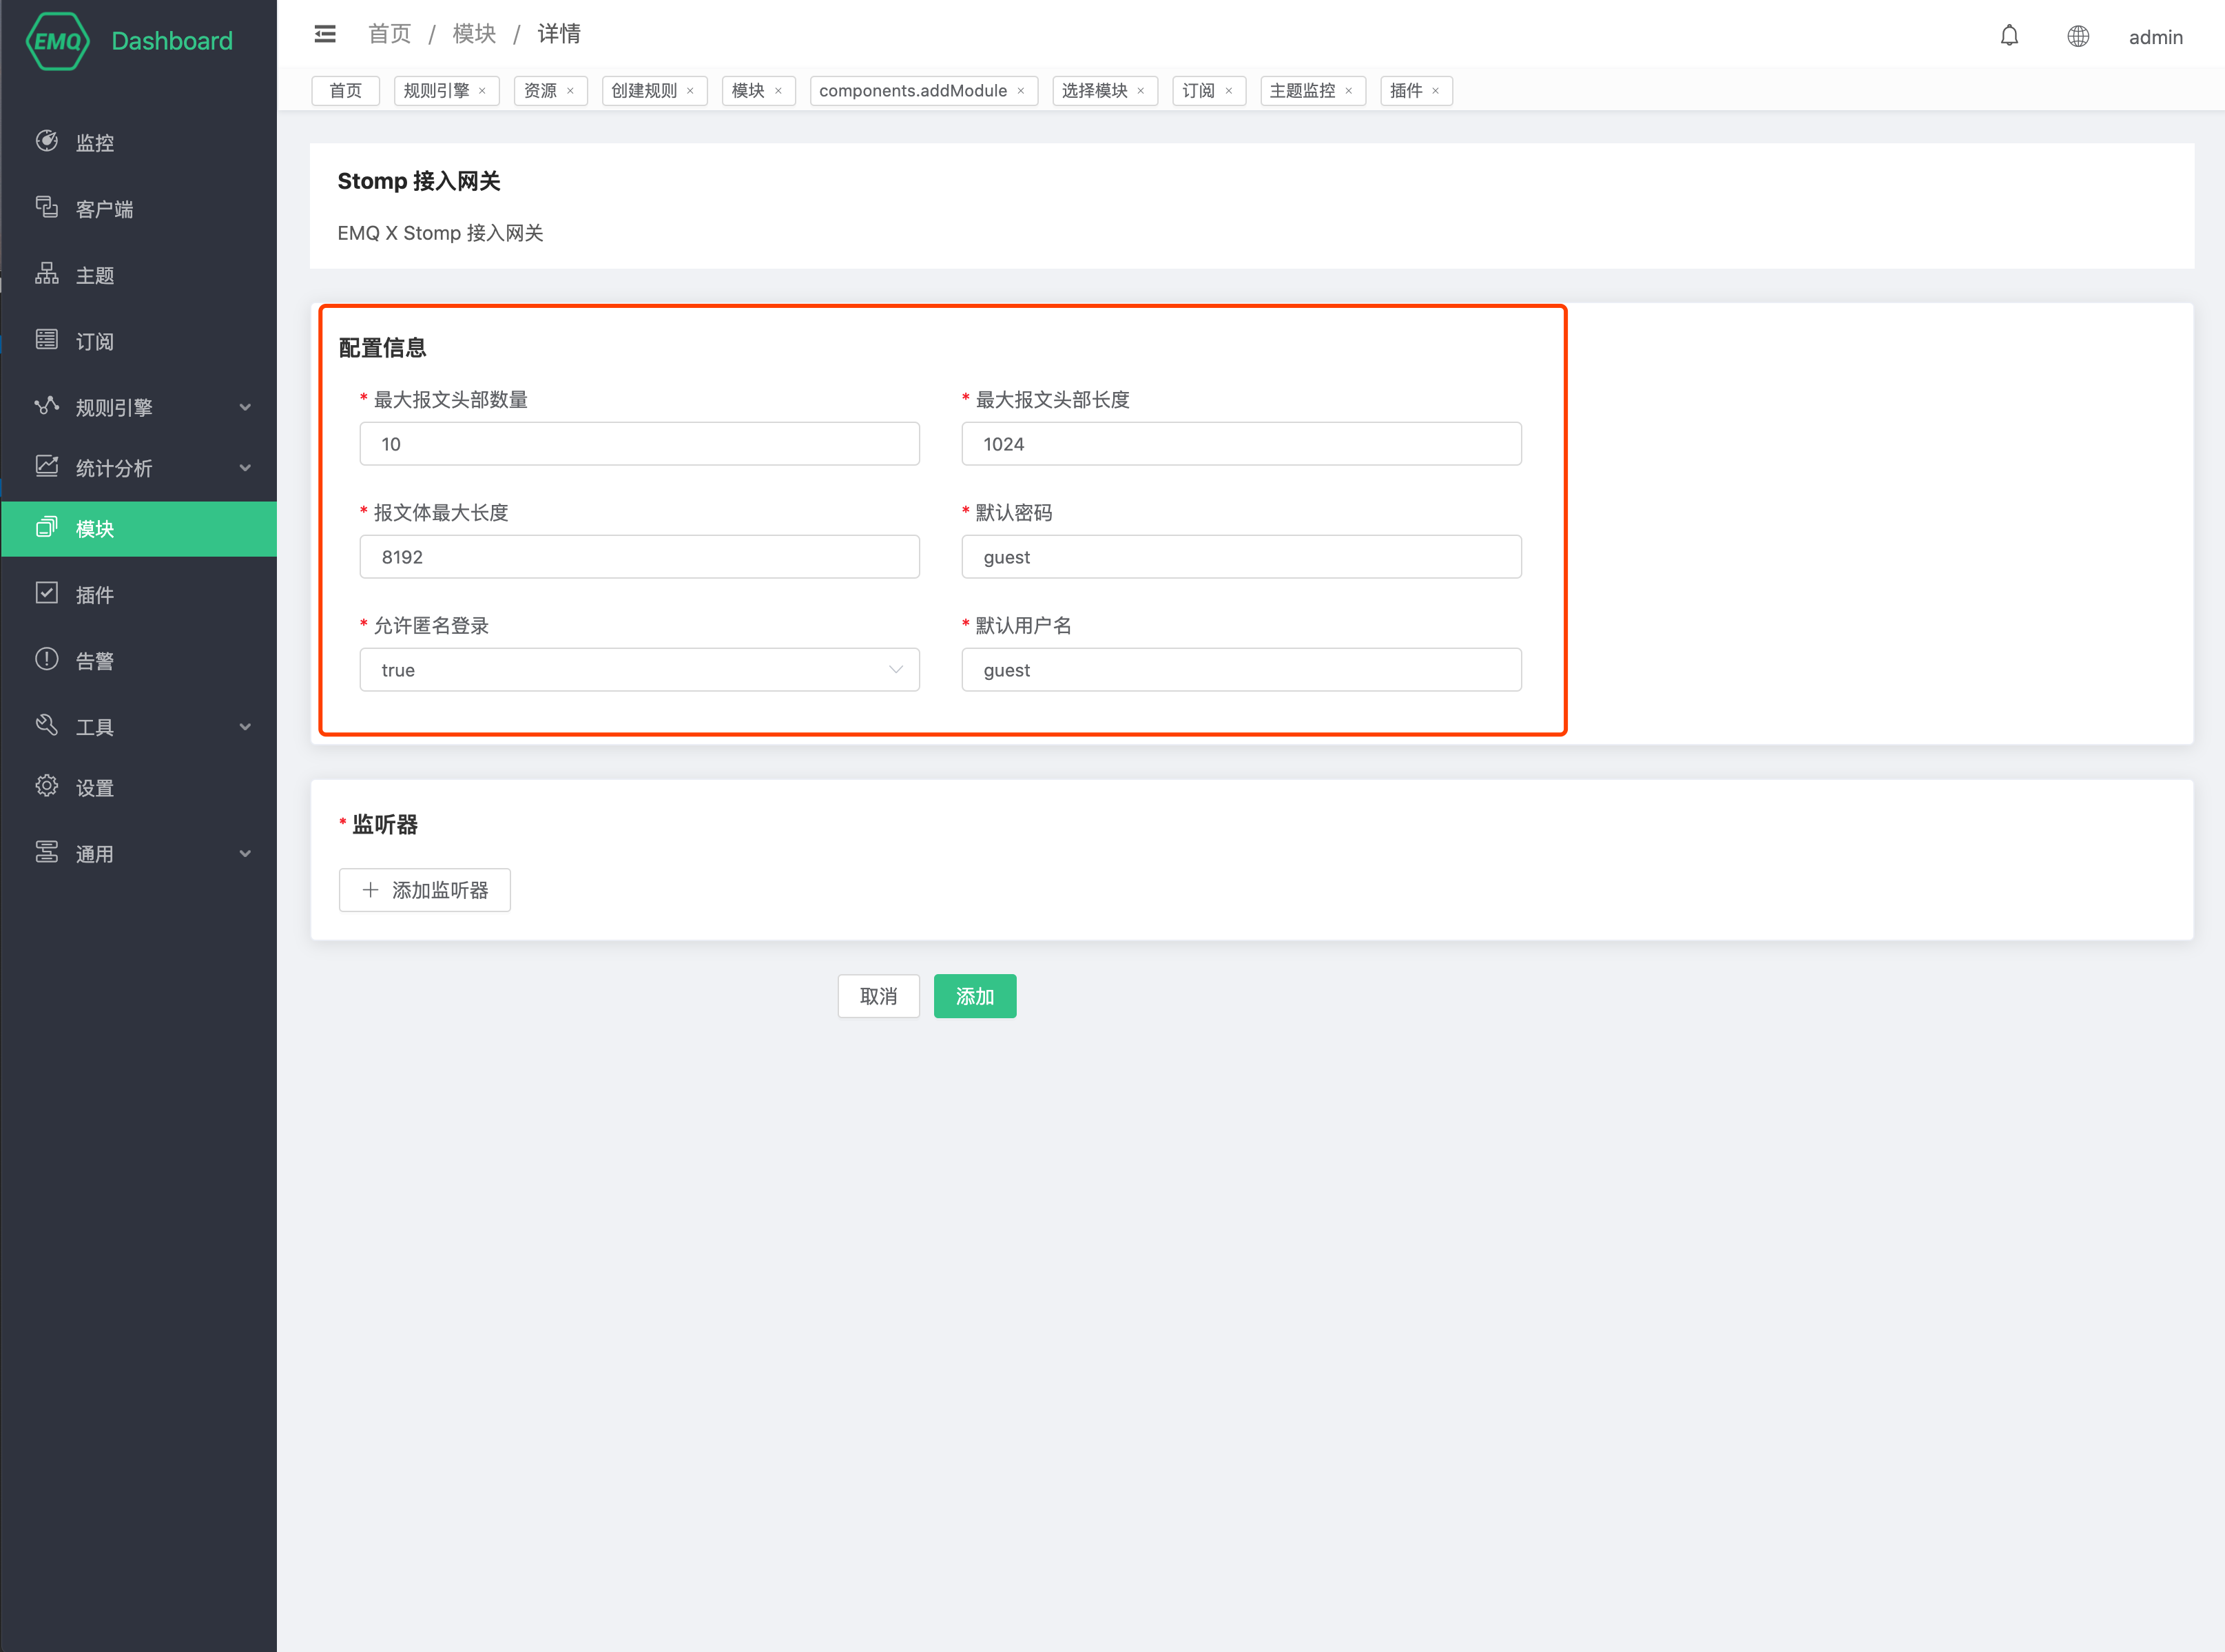 EMQ Dashboard
首页 / 模块 / 详情
admin
首页 规则引擎 × 资源 × 创建规则 × 模块 × components.addModule × 选择模块 × 订阅 × 主题监控 × 插件 ×
监控
客户端
主题
订阅
规则引擎
统计分析
模块
插件
告警
工具
设置
通用
Stomp 接入网关
EMQ X Stomp 接入网关
配置信息
* 最大报文头部数量
10
* 最大报文头部长度
1024
* 报文体最大长度
8192
* 默认密码
guest
* 允许匿名登录
true
* 默认用户名
guest
* 监听器
+ 添加监听器
取消 添加